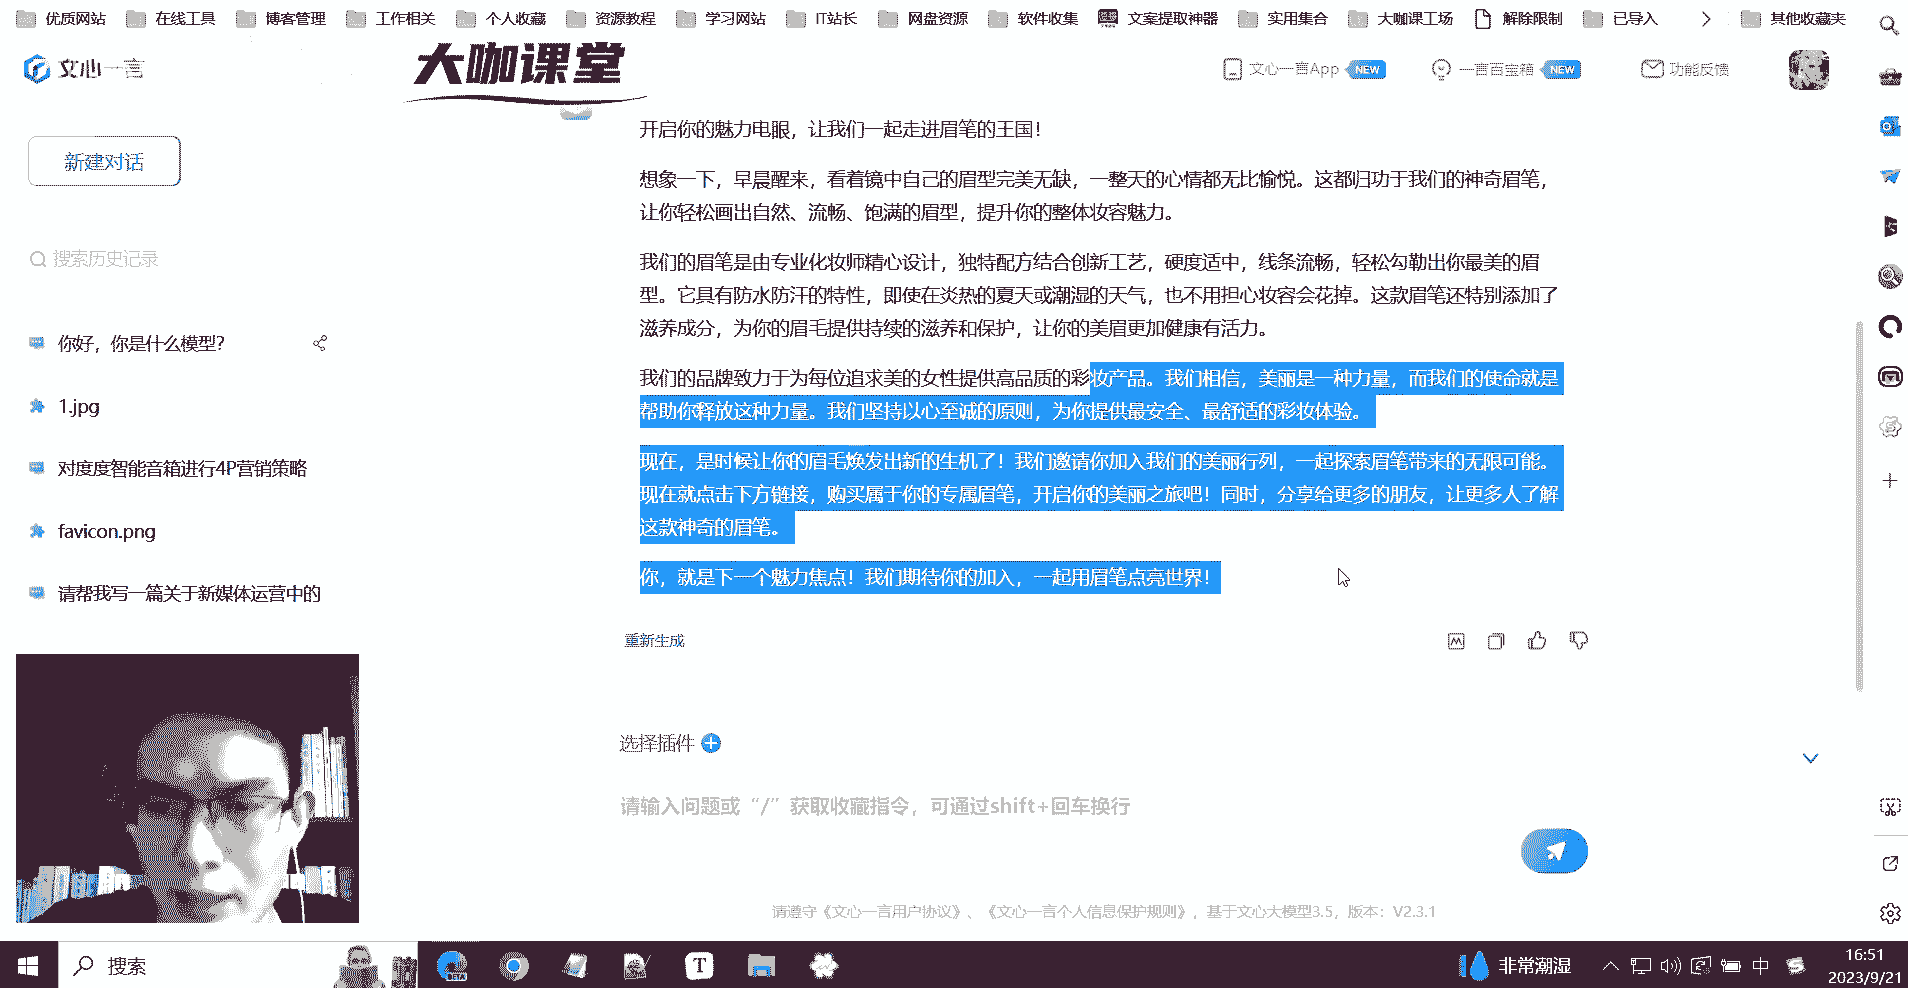 优质网站 在线工具 博客管理 工作相关 个人收藏 资源教程 学习网站 IT站长 网盘资源 软件收集 文案提取神器 实用集合 大咖课工场 解除限制 已导入 其他收藏夹
文心一言
大咖课堂
文心一言App NEW 一言百宝箱 NEW 功能反馈
新建对话
搜索历史记录
你好，你是什么模型？
1.jpg
对度度智能音箱进行4P营销策略
favicon.png
请帮我写一篇关于新媒体运营中的
开启你的魅力电眼，让我们一起走进眉笔的王国！
想象一下，早晨醒来，看着镜中自己的眉型完美无缺，一整天的心情都无比愉悦。这都归功于我们的神奇眉笔，
让你轻松画出自然、流畅、饱满的眉型，提升你的整体妆容魅力。
我们的眉笔是由专业化妆师精心设计，独特配方结合创新工艺，硬度适中，线条流畅，轻松勾勒出你最美的眉
型。它具有防水防汗的特性，即使在炎热的夏天或潮湿的天气，也不用担心妆容会花掉。这款眉笔还特别添加了
滋养成分，为你的眉毛提供持续的滋养和保护，让你的美眉更加健康有活力。
我们的品牌致力于为每位追求美的女性提供高品质的彩妆产品。我们相信，美丽是一种力量，而我们的使命就是
帮助你释放这种力量。我们坚持以心至诚的原则，为你提供最安全、最舒适的彩妆体验。
现在，是时候让你的眉毛焕发出新的生机了！我们邀请你加入我们的美丽行列，一起探索眉笔带来的无限可能。
现在就点击下方链接，购买属于你的专属眉笔，开启你的美丽之旅吧！同时，分享给更多的朋友，让更多人了解
这款神奇的眉笔。
你，就是下一个魅力焦点！我们期待你的加入，一起用眉笔点亮世界！
重新生成
选择插件
请输入问题或“/”获取收藏指令，可通过shift+回车换行
请遵守《文心一言用户协议》、《文心一言个人信息保护规则》，基于文心大模型3.5，版本：V2.3.1
搜索
非常潮湿
中
16:51
2023/9/21